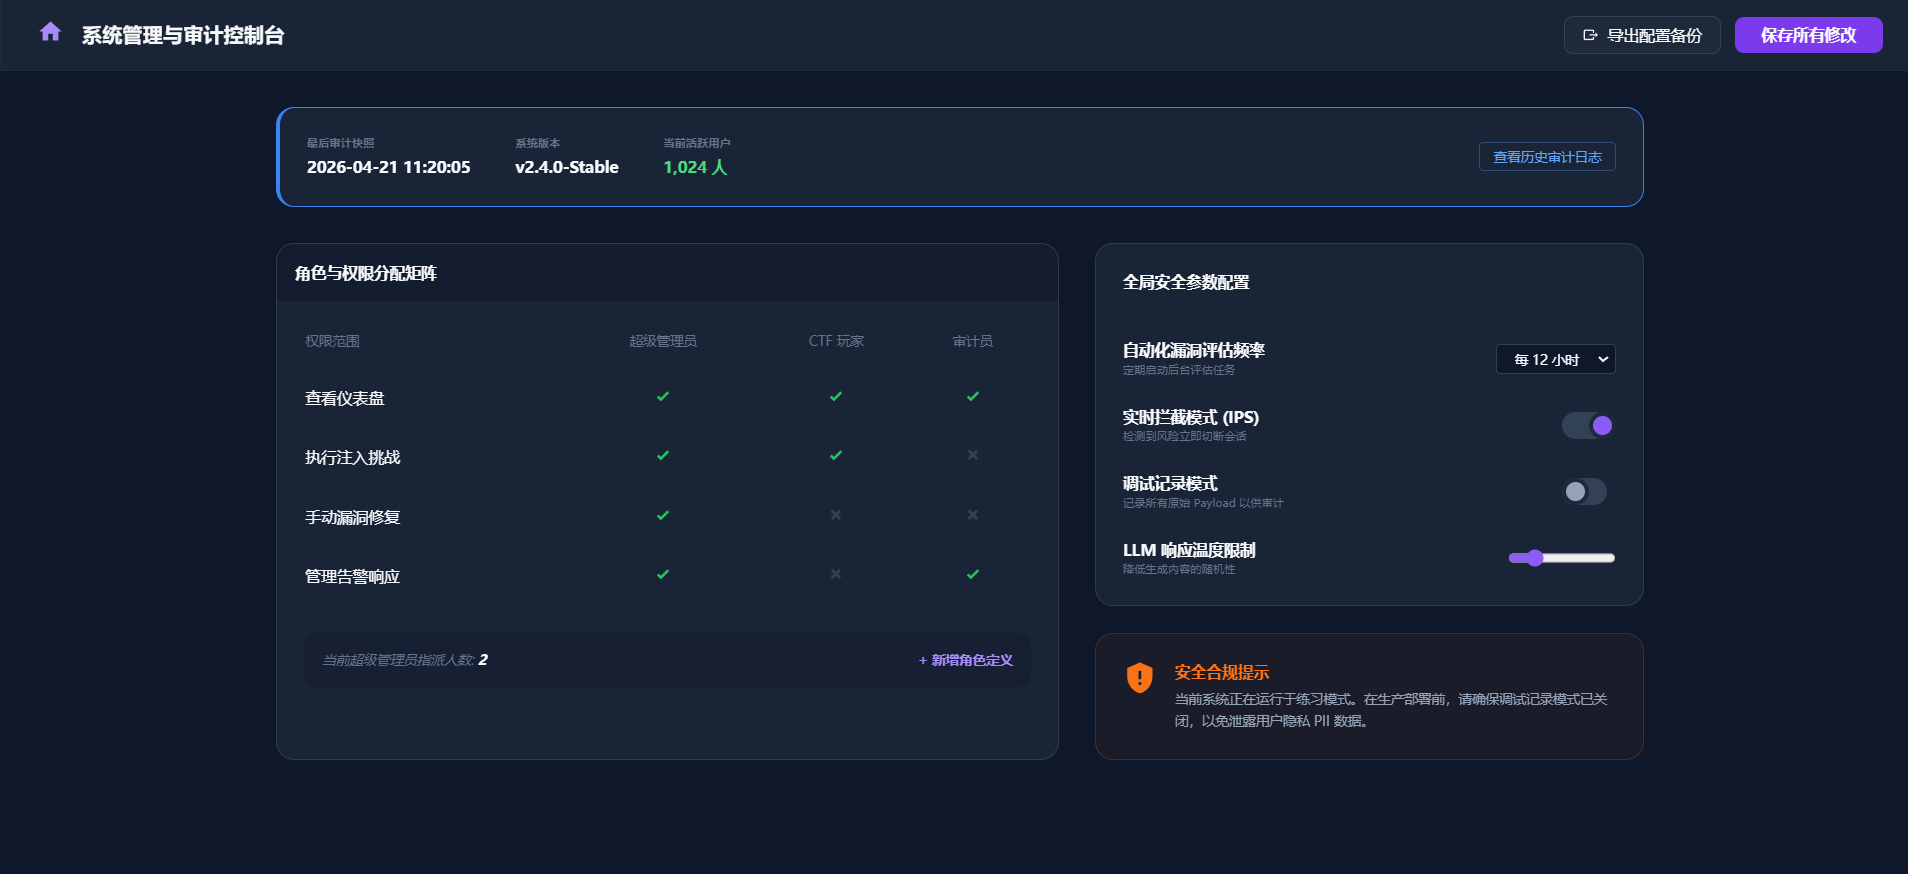 系统管理与审计控制台
导出配置备份
保存所有修改
最后审计快照
2026-04-21 11:20:05
系统版本
v2.4.0-Stable
当前活跃用户
1,024 人
查看历史审计日志
角色与权限分配矩阵
权限范围 超级管理员 CTF 玩家 审计员
查看仪表盘
执行注入挑战
手动漏洞修复
管理告警响应
当前超级管理员指派人数: 2
+ 新增角色定义
全局安全参数配置
自动化漏洞评估频率
定期启动后台评估任务
每 12 小时
实时拦截模式 (IPS)
检测到风险立即切断会话
调试记录模式
记录所有原始 Payload 以供审计
LLM 响应温度限制
降低生成内容的随机性
安全合规提示
当前系统正在运行于练习模式。在生产部署前，请确保调试记录模式已关
闭，以免泄露用户隐私 PII 数据。